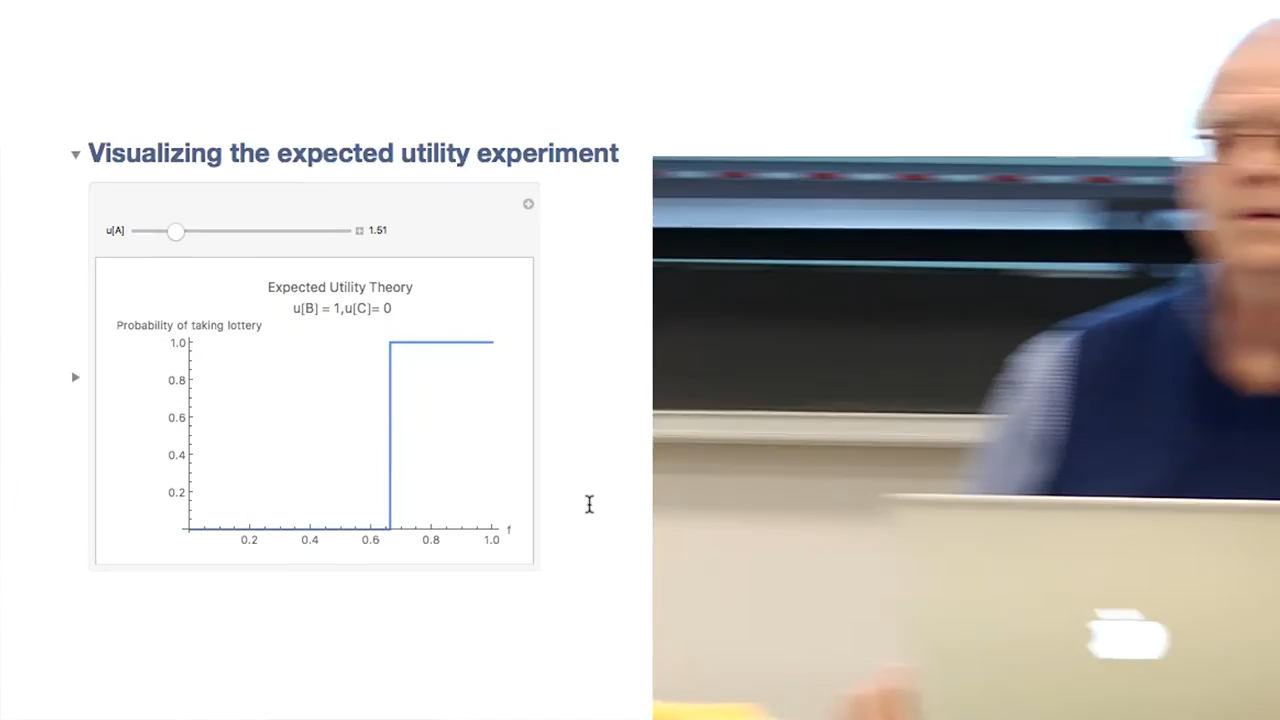 Visualizing the expected utility experiment
u[A] 1.51
Expected Utility Theory
u[B] = 1,u[C]= 0
Probability of taking lottery
1.0
0.8
0.6
0.4
0.2
0.2 0.4 0.6 0.8 1.0 f